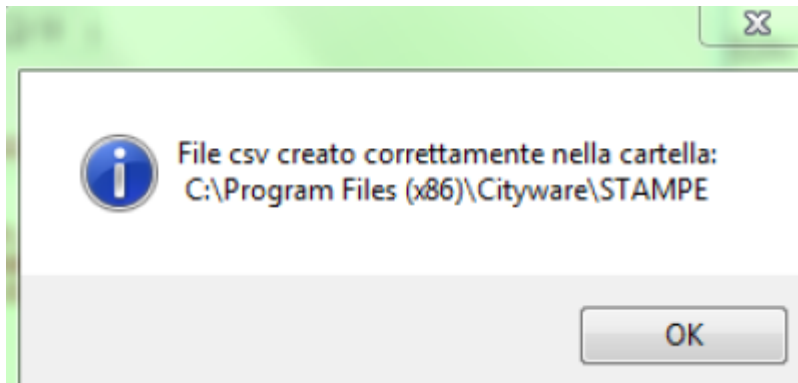 File csv creato correttamente nella cartella:
C:\Program Files (x86)\Cityware\STAMPE
OK